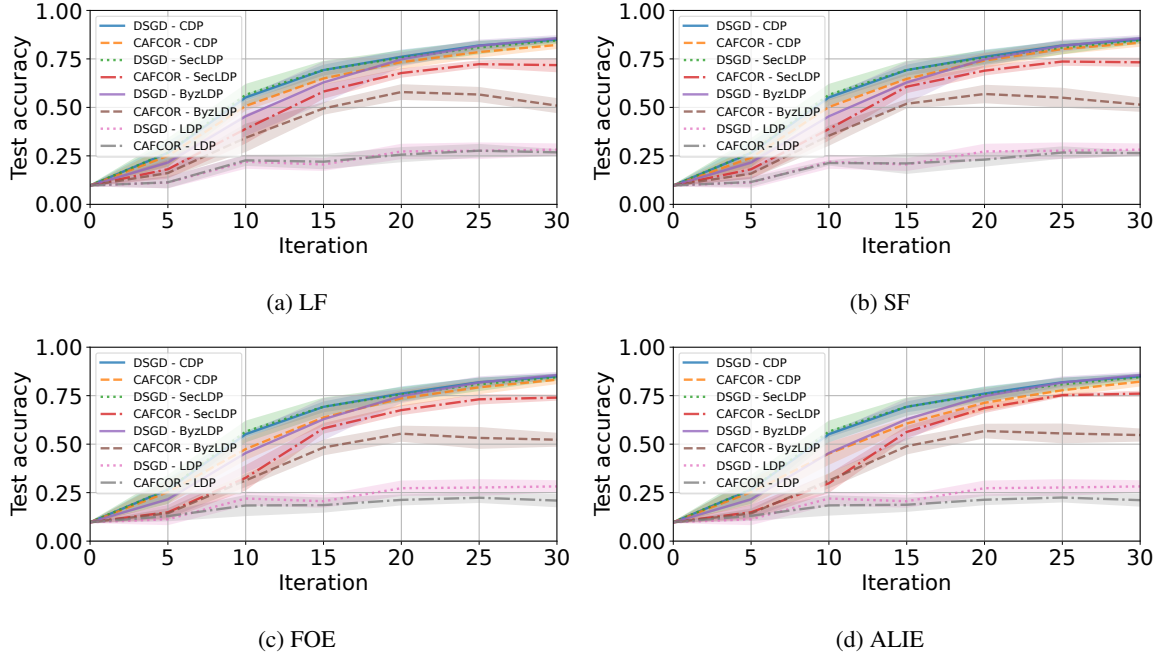 1.00
0.75
0.50
0.25
0.00
Test accuracy
DSGD - CDP
CAFCOR - CDP
DSGD - SecLDP
CAFCOR - SecLDP
DSGD - ByzLDP
CAFCOR - ByzLDP
DSGD - LDP
CAFCOR - LDP
0 5 10 15 20 25 30
Iteration
(a) LF
1.00
0.75
0.50
0.25
0.00
Test accuracy
DSGD - CDP
CAFCOR - CDP
DSGD - SecLDP
CAFCOR - SecLDP
DSGD - ByzLDP
CAFCOR - ByzLDP
DSGD - LDP
CAFCOR - LDP
0 5 10 15 20 25 30
Iteration
(b) SF
1.00
0.75
0.50
0.25
0.00
Test accuracy
DSGD - CDP
CAFCOR - CDP
DSGD - SecLDP
CAFCOR - SecLDP
DSGD - ByzLDP
CAFCOR - ByzLDP
DSGD - LDP
CAFCOR - LDP
0 5 10 15 20 25 30
Iteration
(c) FOE
1.00
0.75
0.50
0.25
0.00
Test accuracy
DSGD - CDP
CAFCOR - CDP
DSGD - SecLDP
CAFCOR - SecLDP
DSGD - ByzLDP
CAFCOR - ByzLDP
DSGD - LDP
CAFCOR - LDP
0 5 10 15 20 25 30
Iteration
(d) ALIE